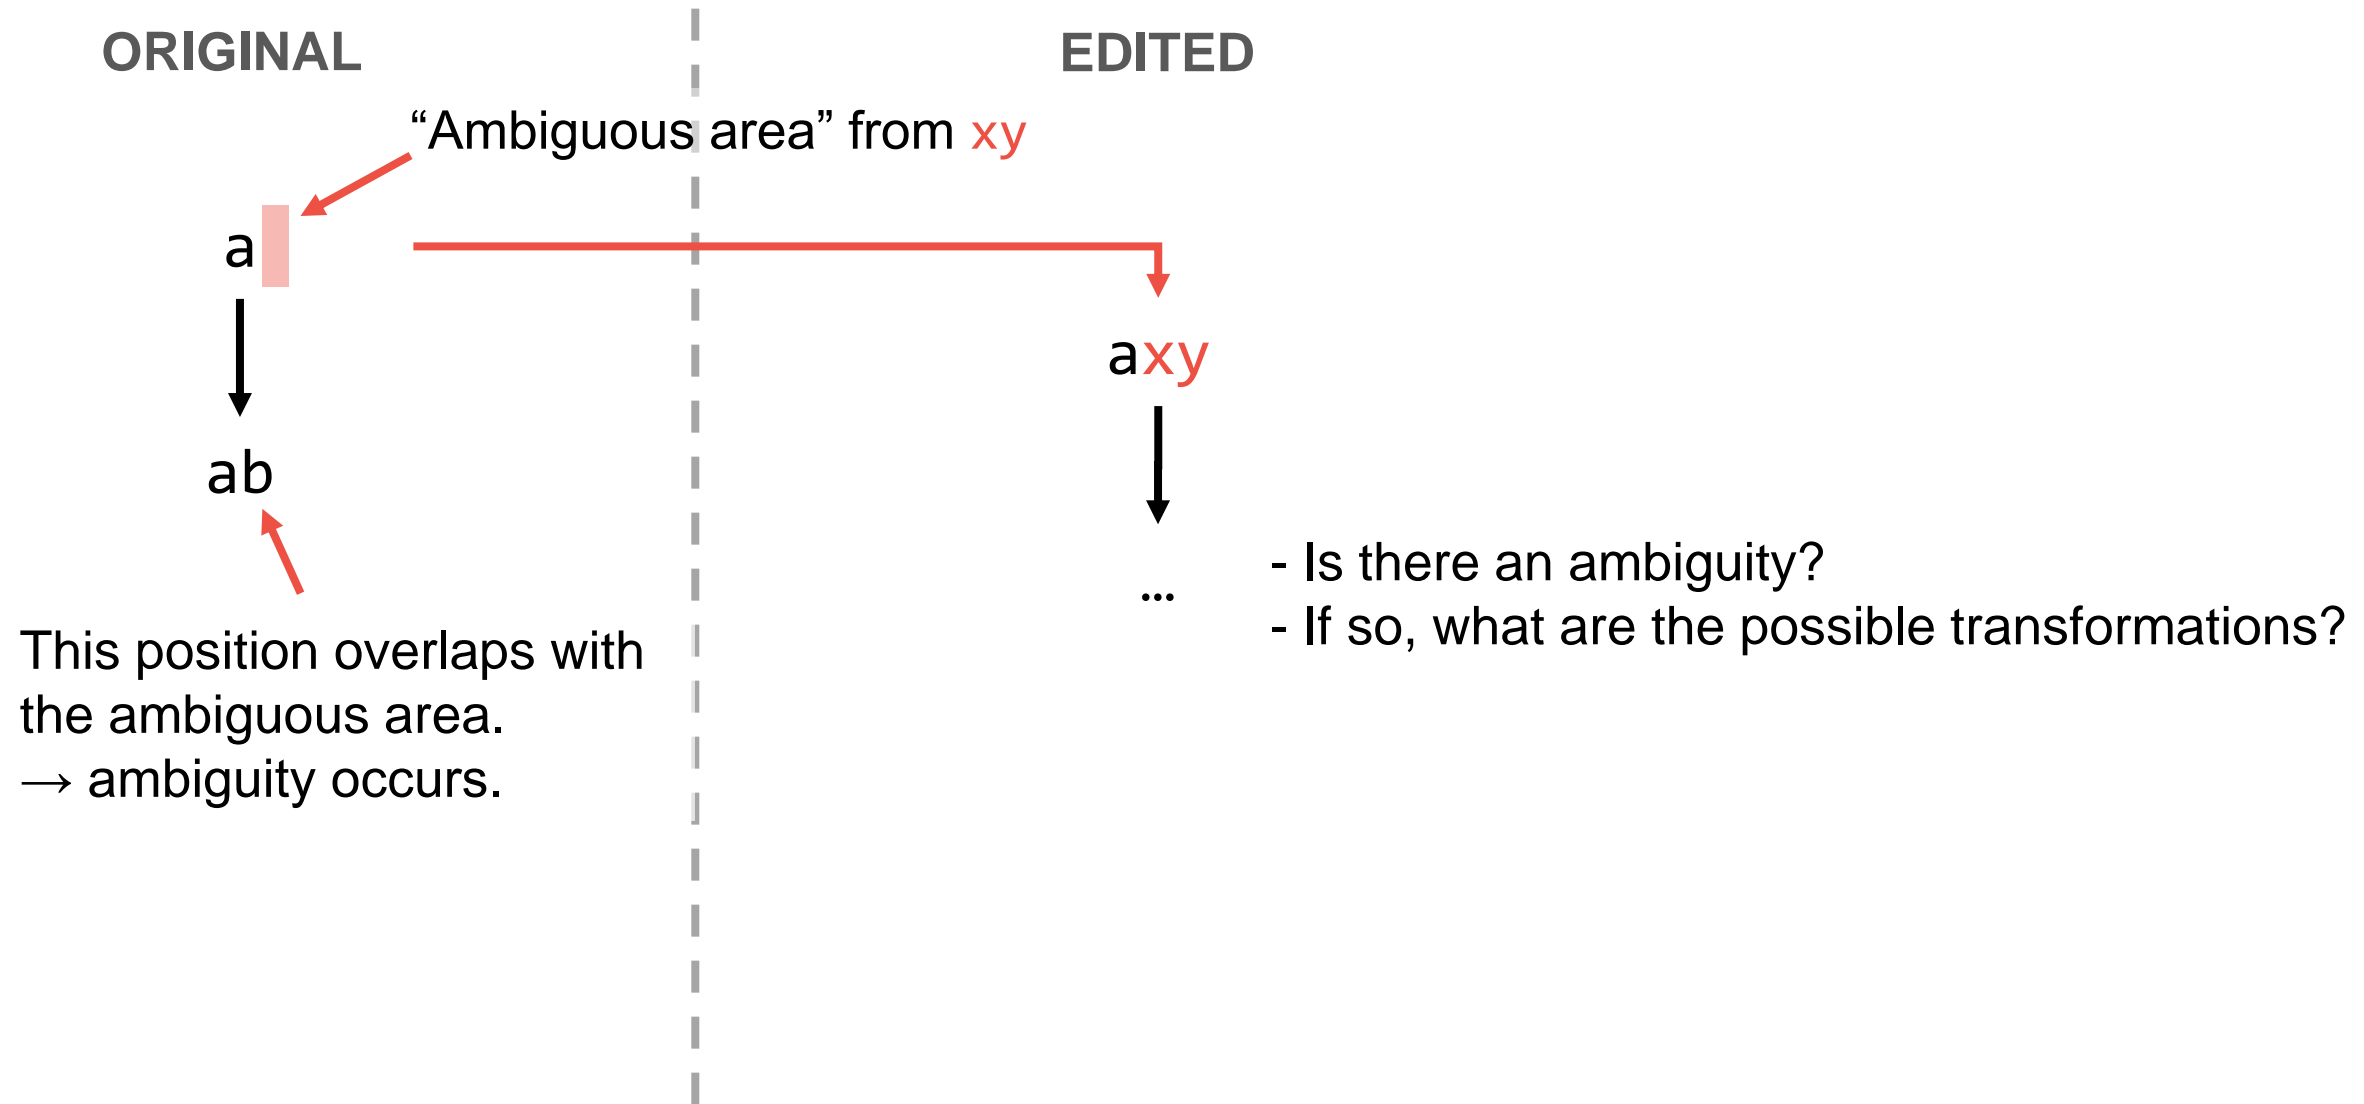 ORIGINAL
EDITED
“Ambiguous area” from xy
a
axy
ab
...
- Is there an ambiguity?
- If so, what are the possible transformations?
This position overlaps with
the ambiguous area.
→ ambiguity occurs.